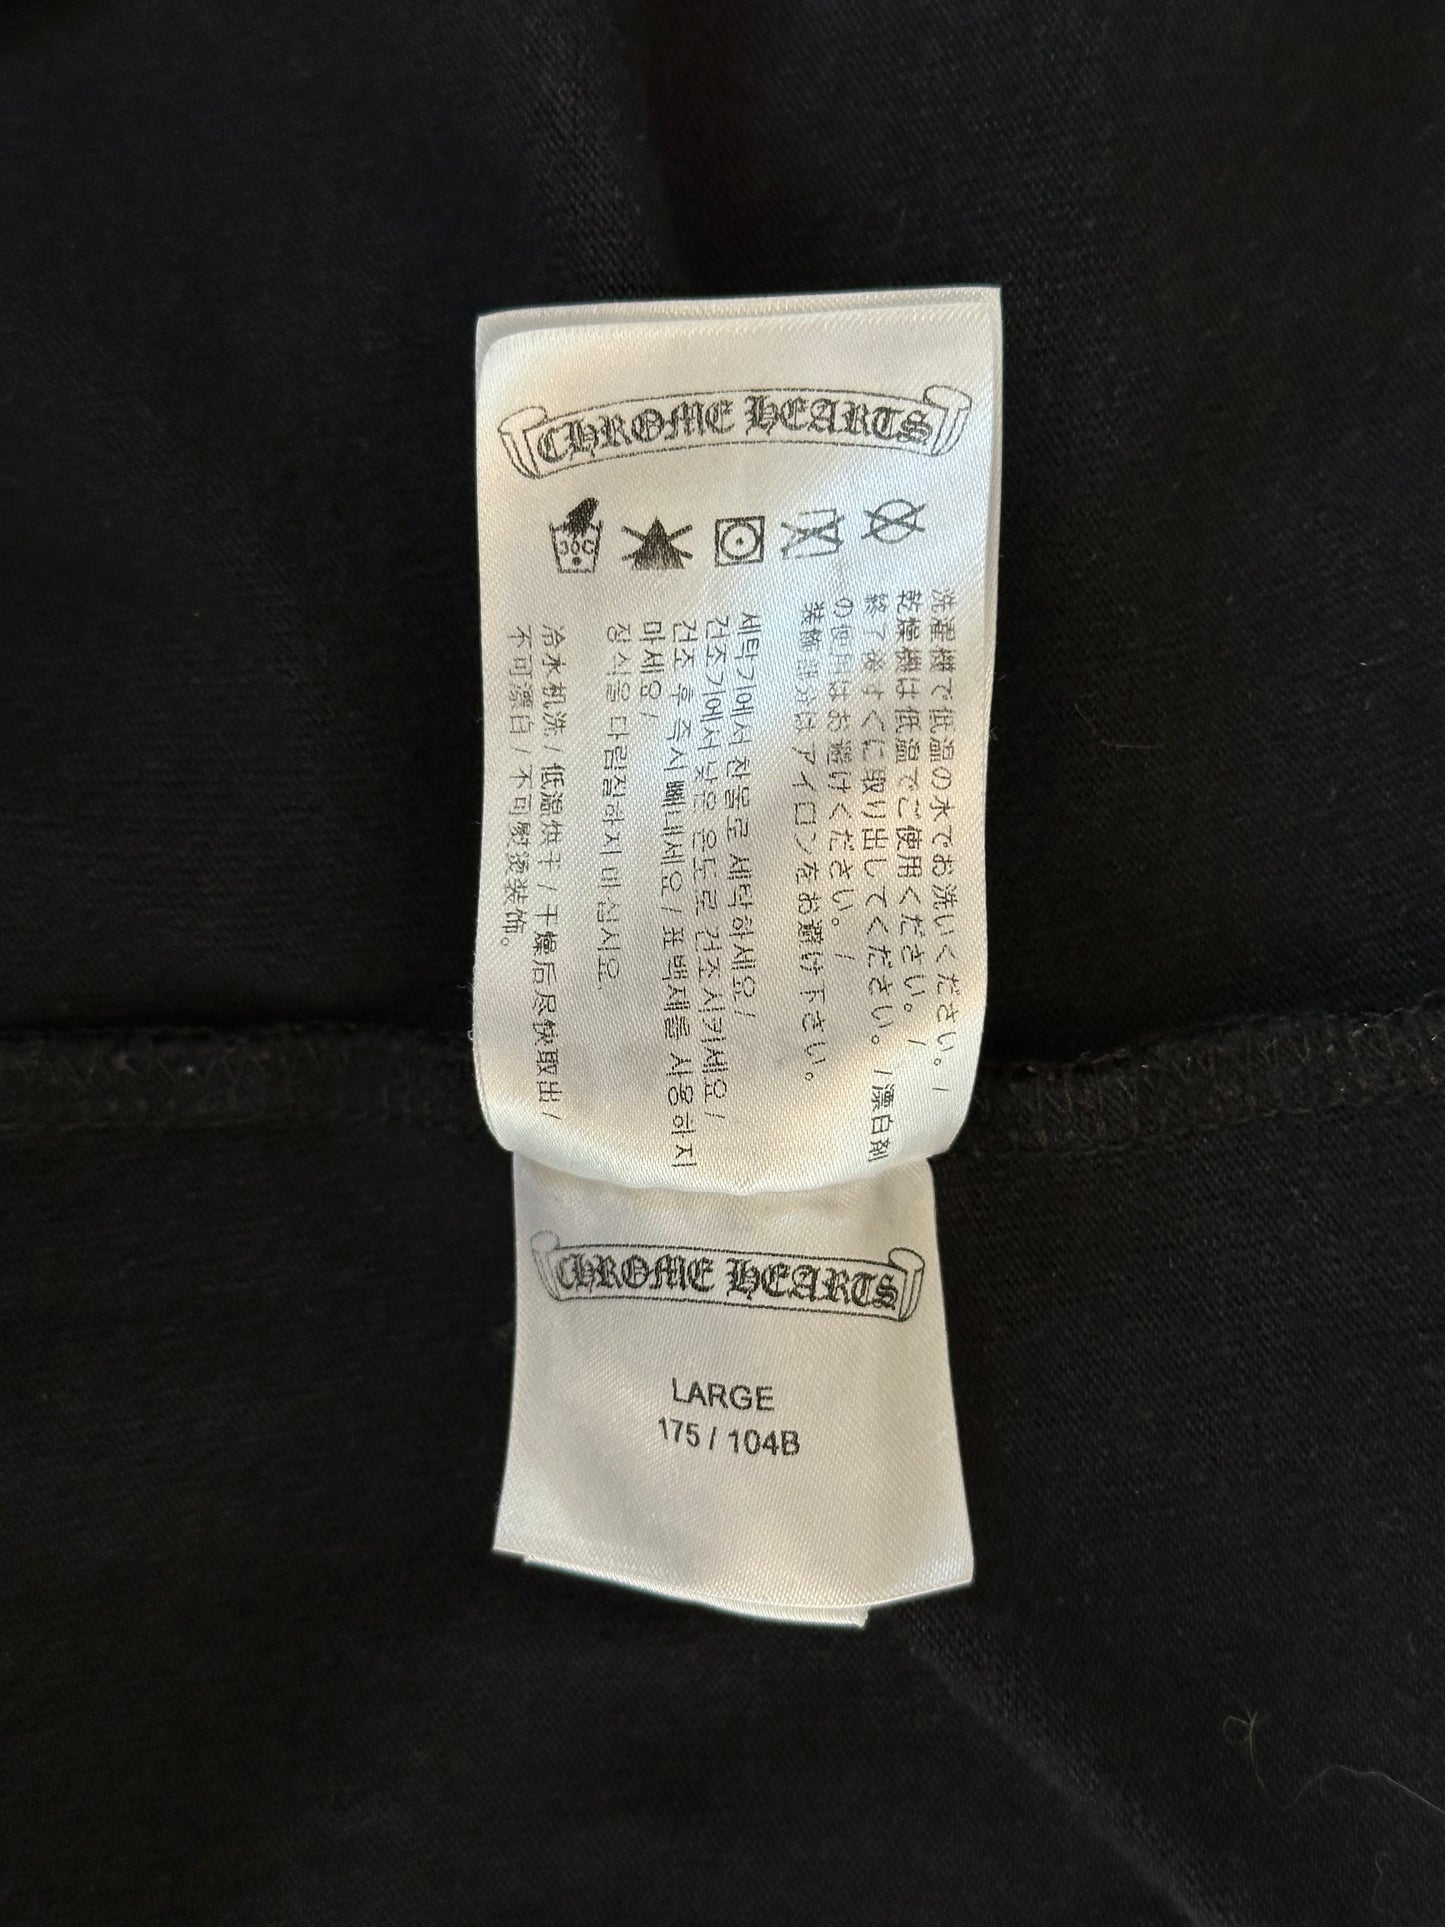 CHROME HEARTS
30C
洗濯機で低温の水でお洗いください。/
乾燥機は低温でご使用ください。/
終了後すぐに取り出してください。/漂白剤
の使用はお避けください。/
装飾部分はアイロンをお避け下さい。
세탁기에서 찬물로 세탁하세요/
건조기에서 낮은 온도로 건조시키세요/
건조 후 즉시 빼내세요/표백제를 사용하지
마세요/
장식을 다림질하지 마십시요
冷水机洗/低温烘干/干燥后尽快取出/
不可漂白/不可熨烫装饰。
CHROME HEARTS
LARGE
175 / 104B